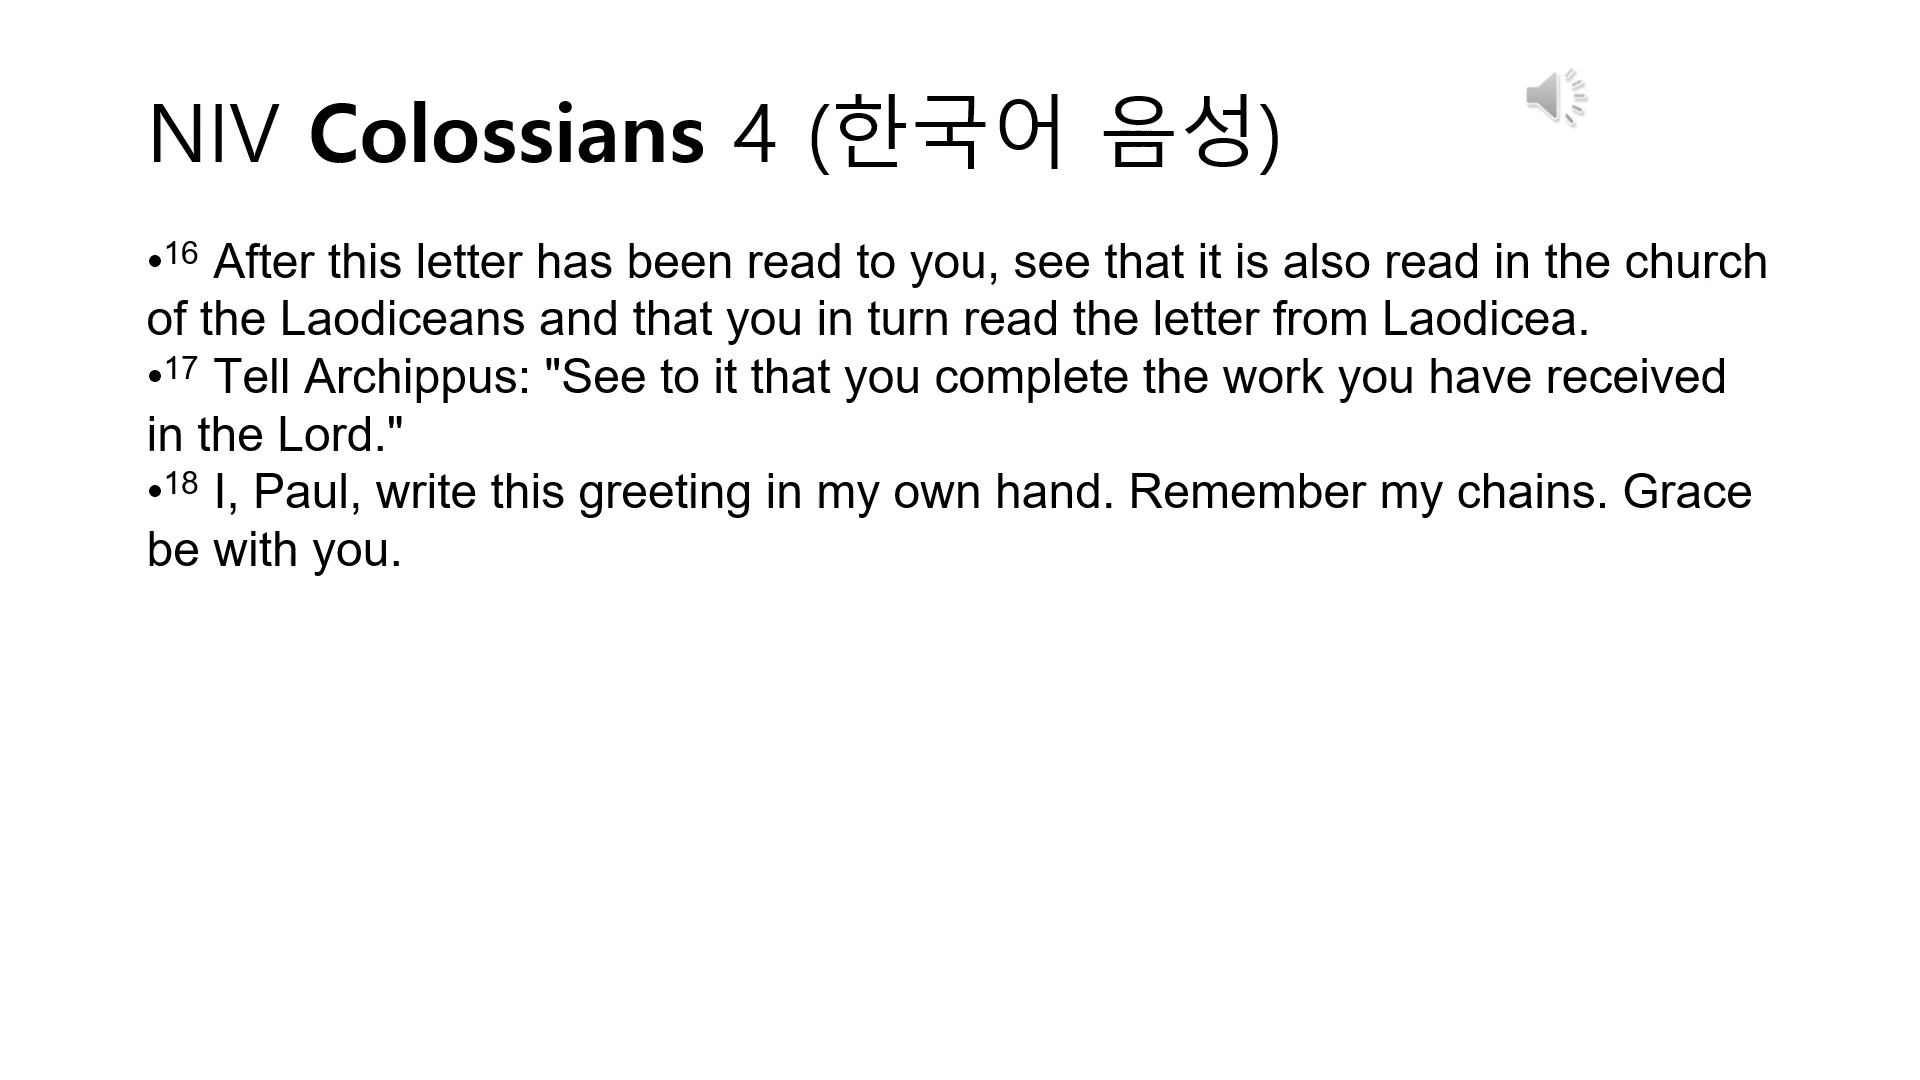 NIV Colossians 4 (한국어 음성)
•16 After this letter has been read to you, see that it is also read in the church
of the Laodiceans and that you in turn read the letter from Laodicea.
•17 Tell Archippus: "See to it that you complete the work you have received
in the Lord."
•18 I, Paul, write this greeting in my own hand. Remember my chains. Grace
be with you.